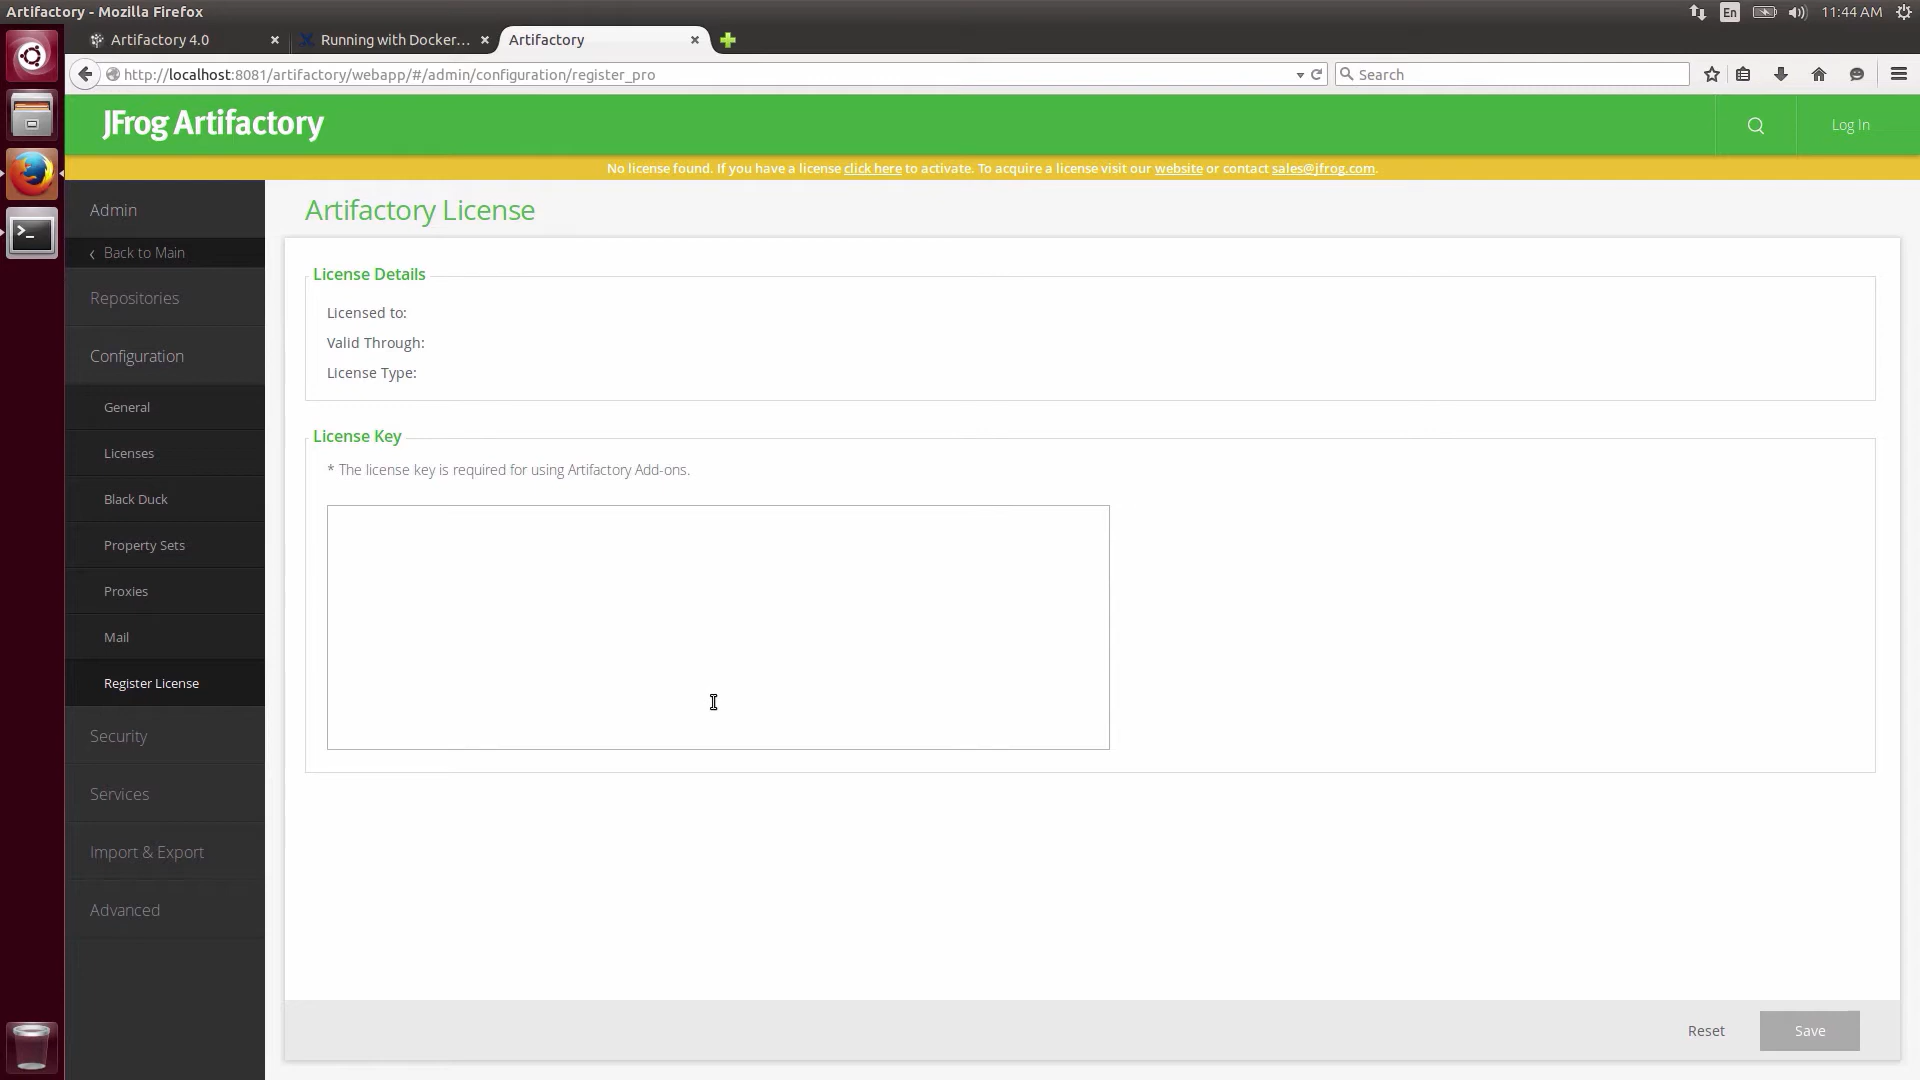 Artifactory - Mozilla Firefox
En
11:44 AM
Artifactory 4.0
Running with Docker...
Artifactory
http://localhost:8081/artifactory/webapp/#/admin/configuration/register_pro
Search
JFrog Artifactory
Log In
No license found. If you have a license click here to activate. To acquire a license visit our website or contact sales@jfrog.com.
Admin
Back to Main
Repositories
Configuration
General
Licenses
Black Duck
Property Sets
Proxies
Mail
Register License
Security
Services
Import & Export
Advanced
Artifactory License
License Details
Licensed to:
Valid Through:
License Type:
License Key
* The license key is required for using Artifactory Add-ons.
Reset
Save